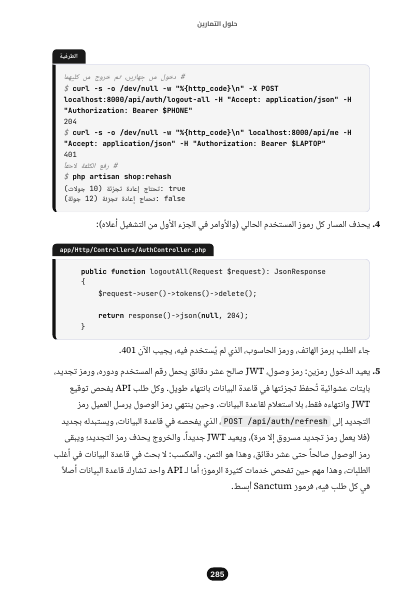 حلول التمارين
الطرفية
# دخول من جهازين، ثم خروج من كليهما
$ curl -s -o /dev/null -w "%{http_code}\n" -X POST
localhost:8000/api/auth/logout-all -H "Accept: application/json" -H
"Authorization: Bearer $PHONE"
204
$ curl -s -o /dev/null -w "%{http_code}\n" localhost:8000/api/me -H
"Accept: application/json" -H "Authorization: Bearer $LAPTOP"
401
# رفع الكلفة لاحقاً
$ php artisan shop:rehash
تحتاج إعادة تجزئة (10 جولات): true
تحتاج إعادة تجزئة (12 جولة): false
4. يحذف المسار كل رموز المستخدم الحالي (والأوامر في الجزء الأول من التشغيل أعلاه):
app/Http/Controllers/AuthController.php
public function logoutAll(Request $request): JsonResponse
{
$request->user()->tokens()->delete();
return response()->json(null, 204);
}
جاء الطلب برمز الهاتف، ورمز الحاسوب، الذي لم يُستخدم فيه، يجيب الآن 401.
5. يعيد الدخول رمزين: رمز وصول، JWT صالح عشر دقائق يحمل رقم المستخدم ودوره، ورمز تجديد،
بايتات عشوائية تُحفظ تجزئتها في قاعدة البيانات بانتهاء طويل. وكل طلب API يفحص توقيع
JWT وانتهاءه فقط، بلا استعلام لقاعدة البيانات. وحين ينتهي رمز الوصول يرسل العميل رمز
التجديد إلى POST /api/auth/refresh، الذي يفحصه في قاعدة البيانات، ويستبدله بجديد
(فلا يعمل رمز تجديد مسروق إلا مرة)، ويعيد JWT جديداً. والخروج يحذف رمز التجديد؛ ويبقى
رمز الوصول صالحاً حتى عشر دقائق، وهذا هو الثمن. والمكسب: لا بحث في قاعدة البيانات في أغلب
الطلبات، وهذا مهم حين تفحص خدمات كثيرة الرموز؛ أما لـ API واحد تشارك قاعدة البيانات أصلاً
في كل طلب فيه، فرموز Sanctum أبسط.
285